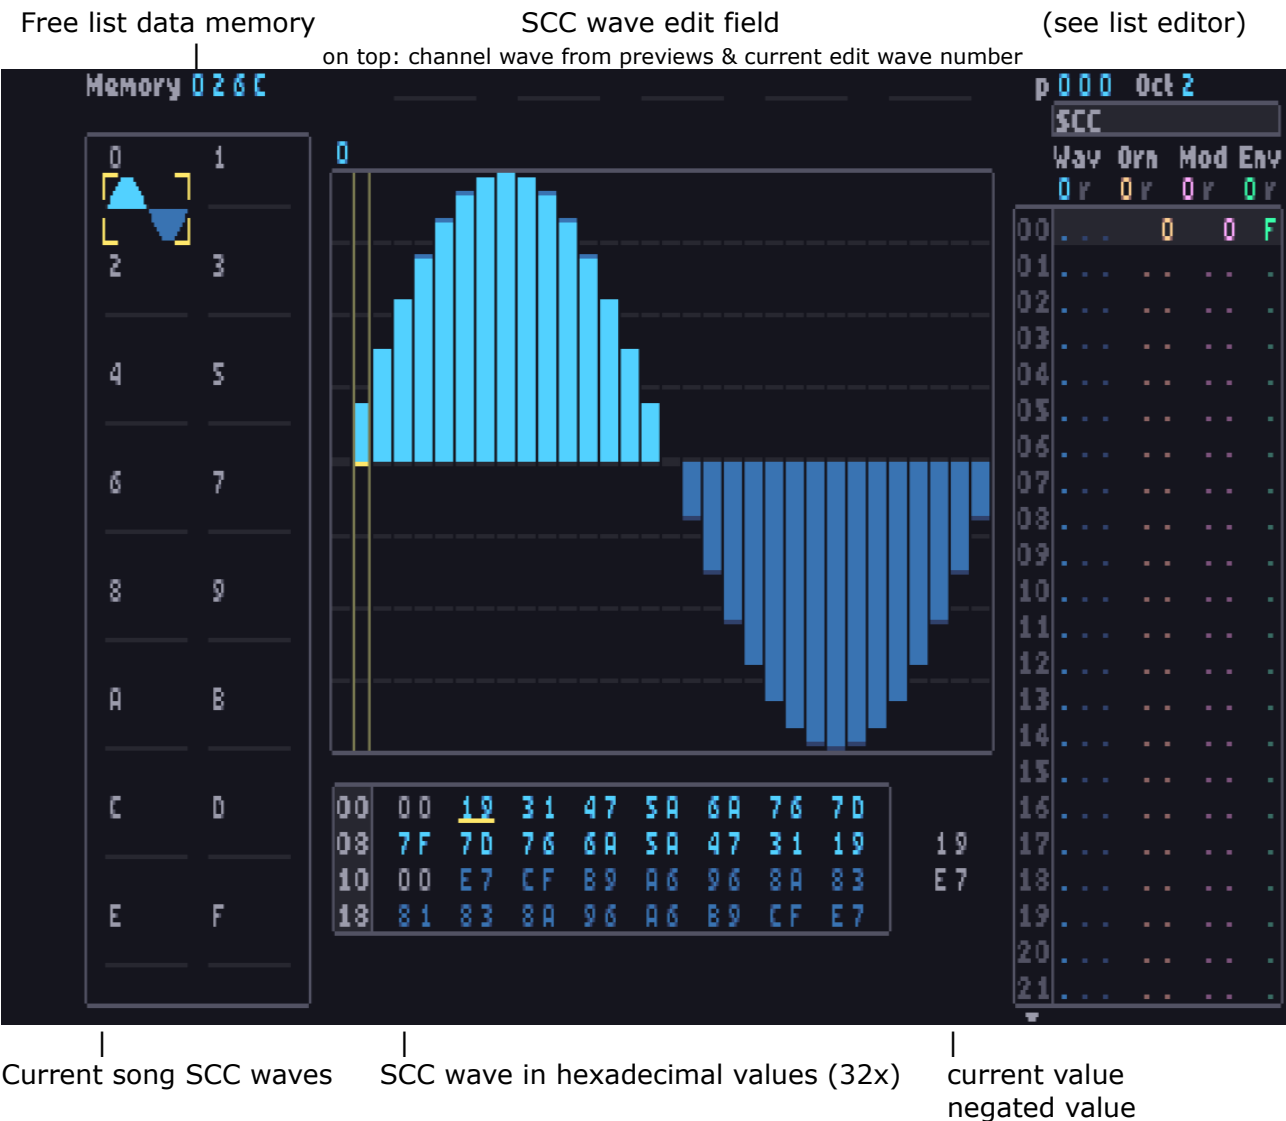 Free list data memory SCC wave edit field (see list editor)
on top: channel wave from previews & current edit wave number
Memory 026C p000 Oct 2
SCC
0 1 0 Wav Orn Mod Env
0r 0r 0r 0r
00 . . . 0 0 F
2 3 01
02
03
4 5 04
05
06
6 7 07
08
09
8 9 10
11
12
A B 13
14
15
C D 00 00 19 31 47 5A 6A 76 7D 16
08 7F 7D 76 6A 5A 47 31 19 19 17
10 00 E7 CF B9 A6 96 8A 83 E7 18
E F 18 81 83 8A 96 A6 B9 CF E7 19
20
21
Current song SCC waves SCC wave in hexadecimal values (32x) current value
negated value